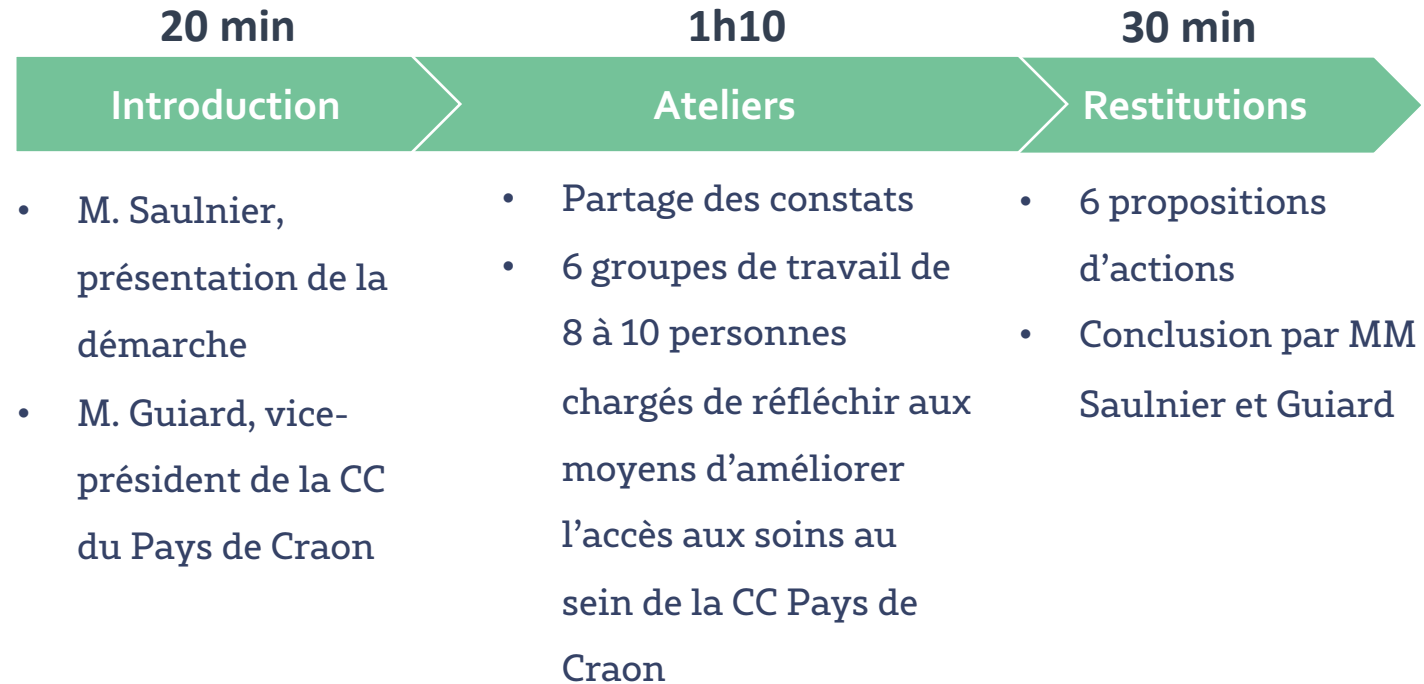 20 min
1h10
30 min
Introduction
Ateliers
Restitutions
• M. Saulnier,
présentation de la
démarche
• M. Guiard, vice-
président de la CC
du Pays de Craon
• Partage des constats
• 6 groupes de travail de
8 à 10 personnes
chargés de réfléchir aux
moyens d’améliorer
l’accès aux soins au
sein de la CC Pays de
Craon
• 6 propositions
d’actions
• Conclusion par MM
Saulnier et Guiard